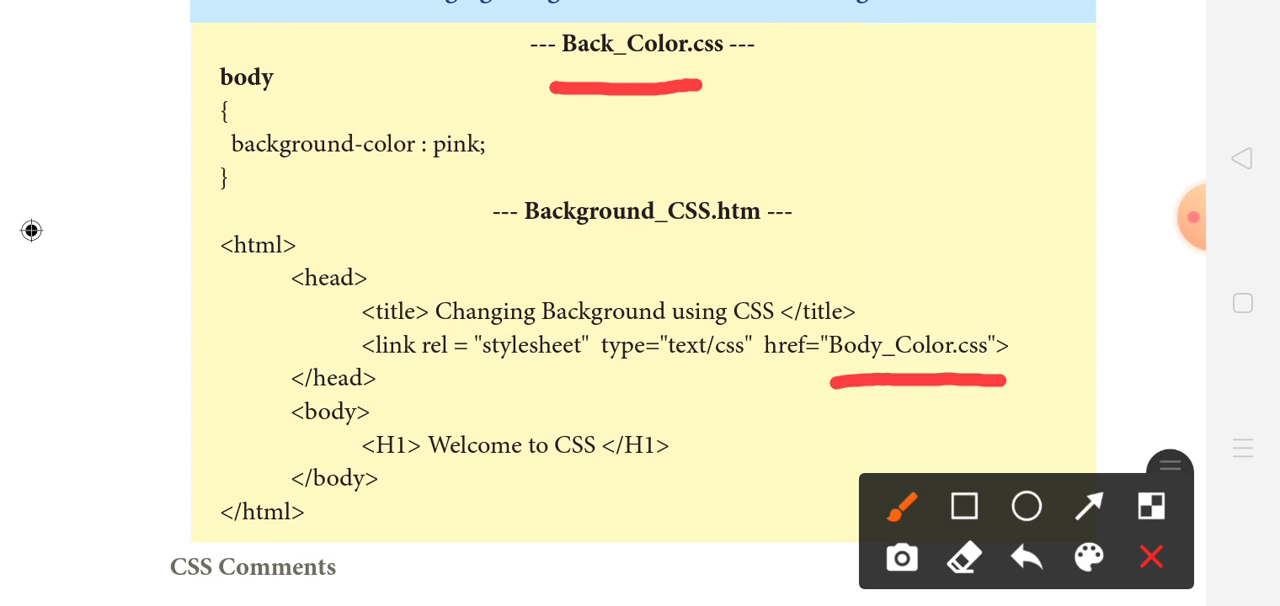 --- Back_Color.css ---
body
{
background-color : pink;
}
--- Background_CSS.htm ---
<html>
<head>
<title> Changing Background using CSS </title>
<link rel = "stylesheet" type="text/css" href="Body_Color.css">
</head>
<body>
<H1> Welcome to CSS </H1>
</body>
</html>
CSS Comments